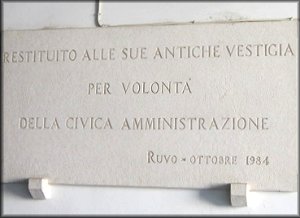 RESTITUITO ALLE SUE ANTICHE VESTIGIA
PER VOLONTÀ
DELLA CIVICA AMMINISTRAZIONE
RUVO - OTTOBRE 1984